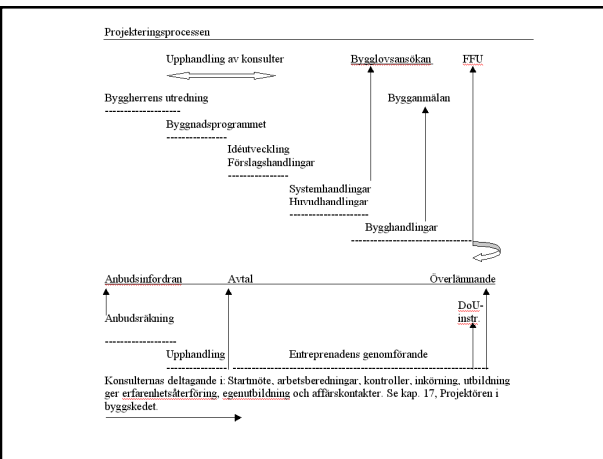 Projekteringsprocessen
Upphandling av konsulter
Bygglovsansökan
FFU
Byggherrens utredning
Bygganmälan
Byggnadsprogrammet
Idéutveckling
Förslagshandlingar
Systemhandlingar
Huvudhandlingar
Bygghandlingar
Anbudsinfordran
Avtal
Överlämnande
DoU-
instr.
Anbudsräkning
Upphandling
Entreprenadens genomförande
Konsulternas deltagande i: Startmöte, arbetsberedningar, kontroller, inkörning, utbildning
ger erfarenhetsåterföring, egenutbildning och affärskontakter. Se kap. 17, Projektören i
byggskedet.